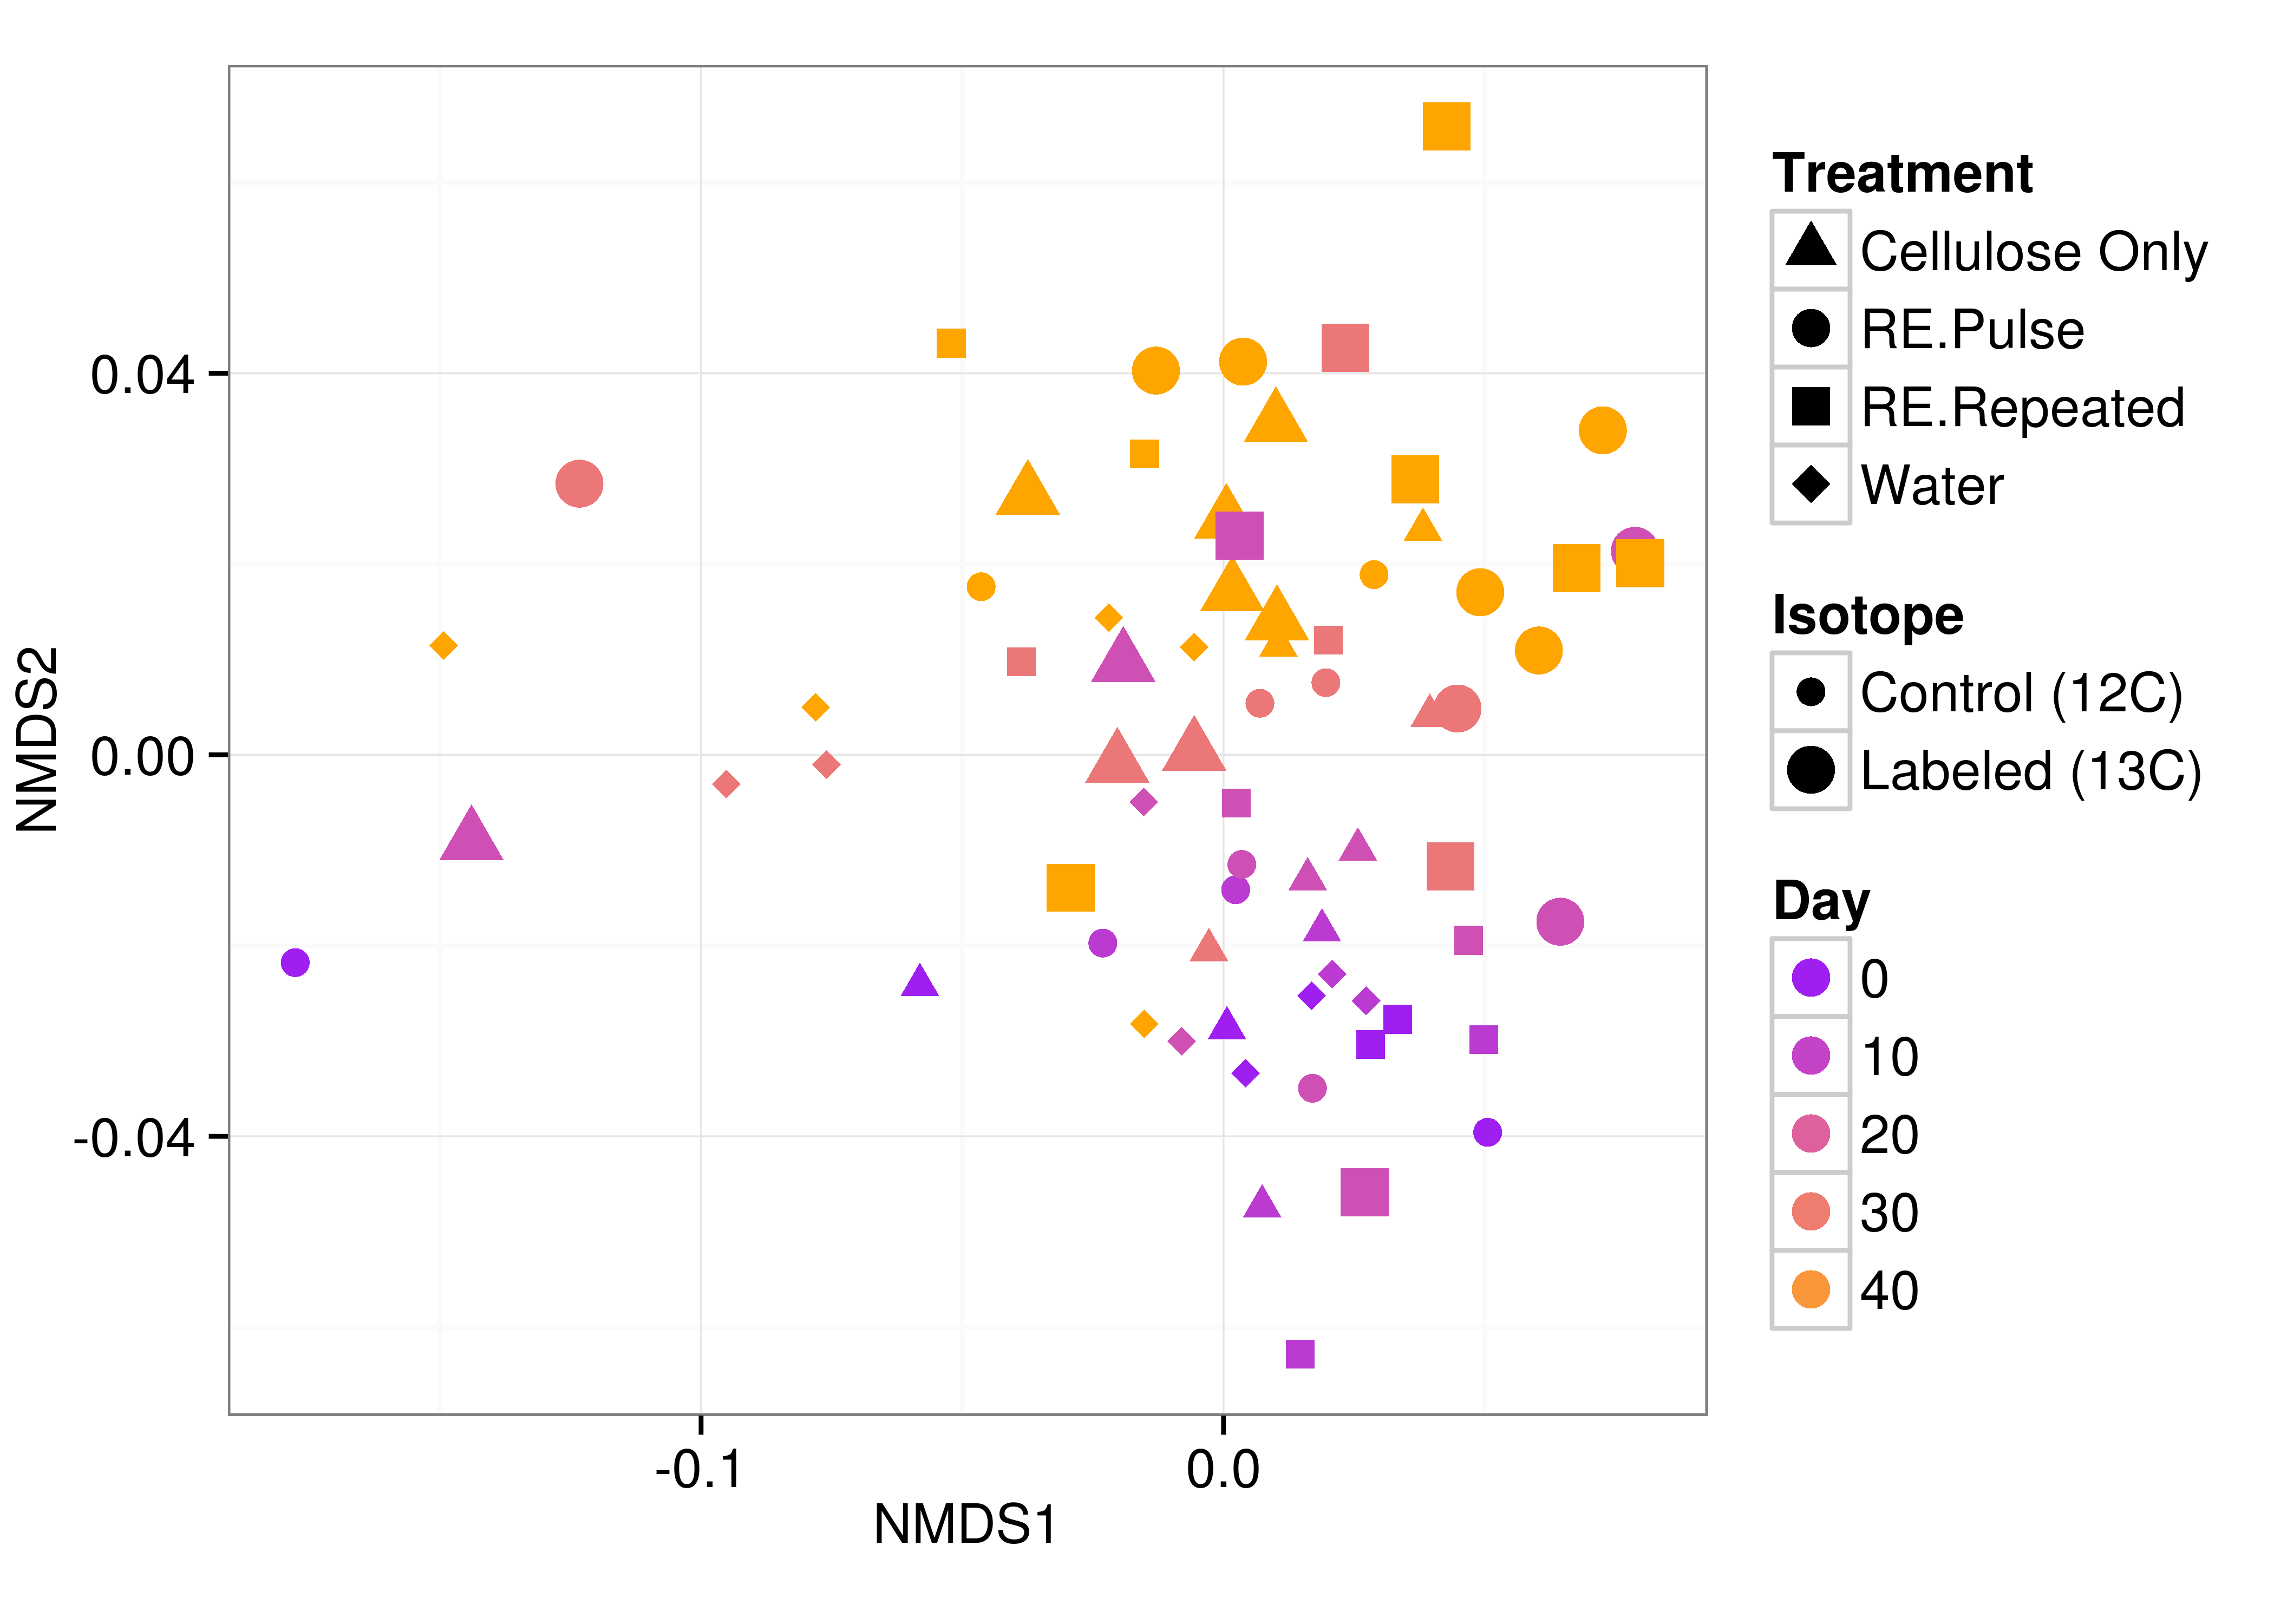 Treatment
Cellulose Only
RE.Pulse
RE.Repeated
Water
Isotope
Control (12C)
Labeled (13C)
Day
0
10
20
30
40
0.04
0.00
-0.04
NMDS2
-0.1
0.0
NMDS1